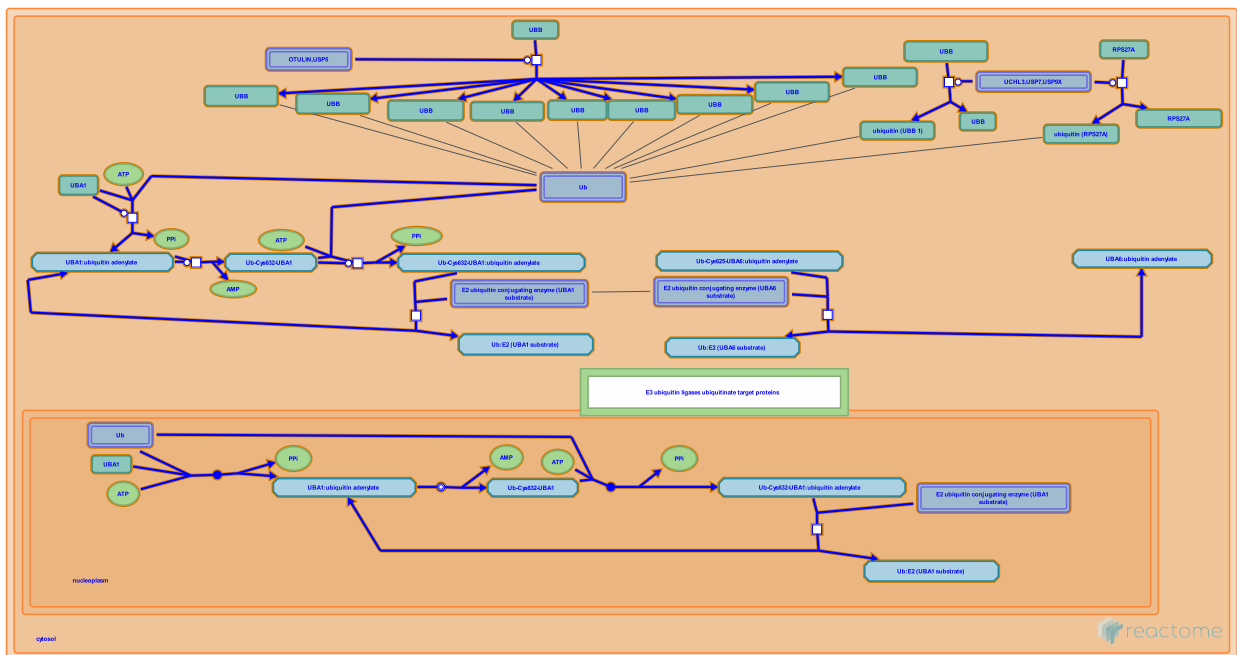 UBB
OTULIN,USP5
UBB
RPS27A
UBB
UCHL3,USP7,USP9X
UBB
UBB
UBB
UBB
UBB
UBB
UBB
UBB
UBB
ubiquitin (UBB 1)
UBB
ubiquitin (RPS27A)
RPS27A
ATP
UBA1
Ub
PPi
ATP
PPi
UBA1:ubiquitin adenylate
Ub-Cys632-UBA1
Ub-Cys632-UBA1:ubiquitin adenylate
Ub-Cys625-UBA6:ubiquitin adenylate
UBA6:ubiquitin adenylate
AMP
E2 ubiquitin conjugating enzyme (UBA1
substrate)
E2 ubiquitin conjugating enzyme (UBA6
substrate)
Ub:E2 (UBA1 substrate)
Ub:E2 (UBA6 substrate)
E3 ubiquitin ligases ubiquitinate target proteins
Ub
UBA1
ATP
PPi
AMP
ATP
PPi
UBA1:ubiquitin adenylate
Ub-Cys632-UBA1
Ub-Cys632-UBA1:ubiquitin adenylate
E2 ubiquitin conjugating enzyme (UBA1
substrate)
Ub:E2 (UBA1 substrate)
nucleoplasm
cytosol
reactome